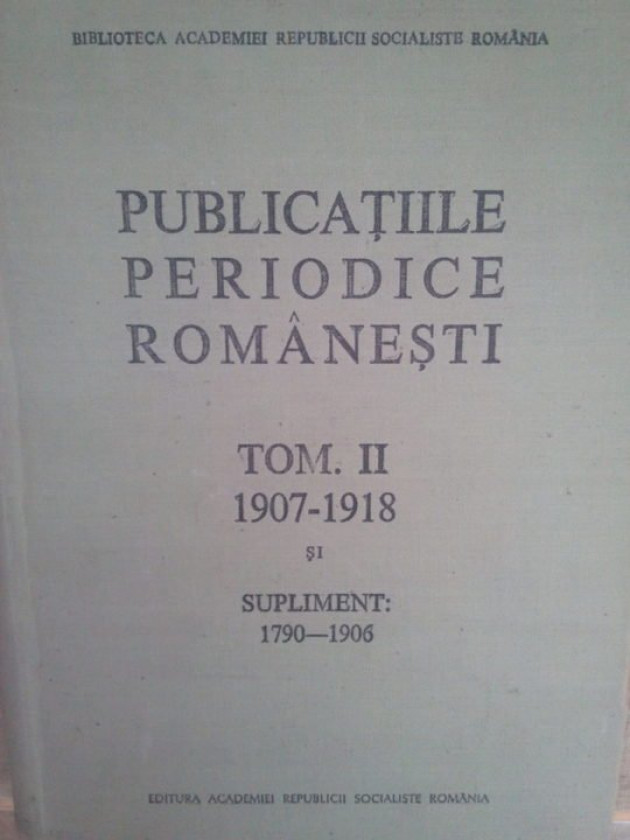 BIBLIOTECA ACADEMIEI REPUBLICII SOCIALISTE ROMÂNIA
PUBLICAȚIILE
PERIODICE
ROMÂNEȘTI
TOM. II
1907-1918
ȘI
SUPLIMENT:
1790—1906
EDITURA ACADEMIEI REPUBLICII SOCIALISTE ROMÂNIA